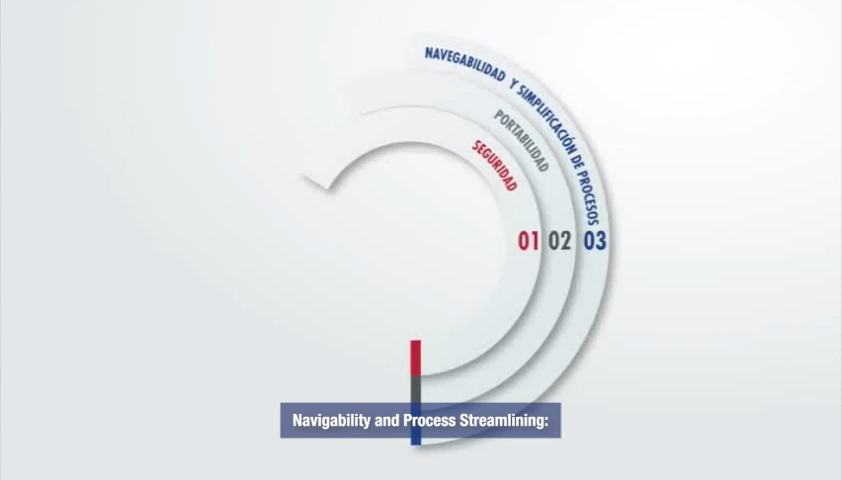 NAVEGABILIDAD Y SIMPLIFICACIÓN DE PROCESOS
PORTABILIDAD
SEGURIDAD
01 02 03
Navigability and Process Streamlining: